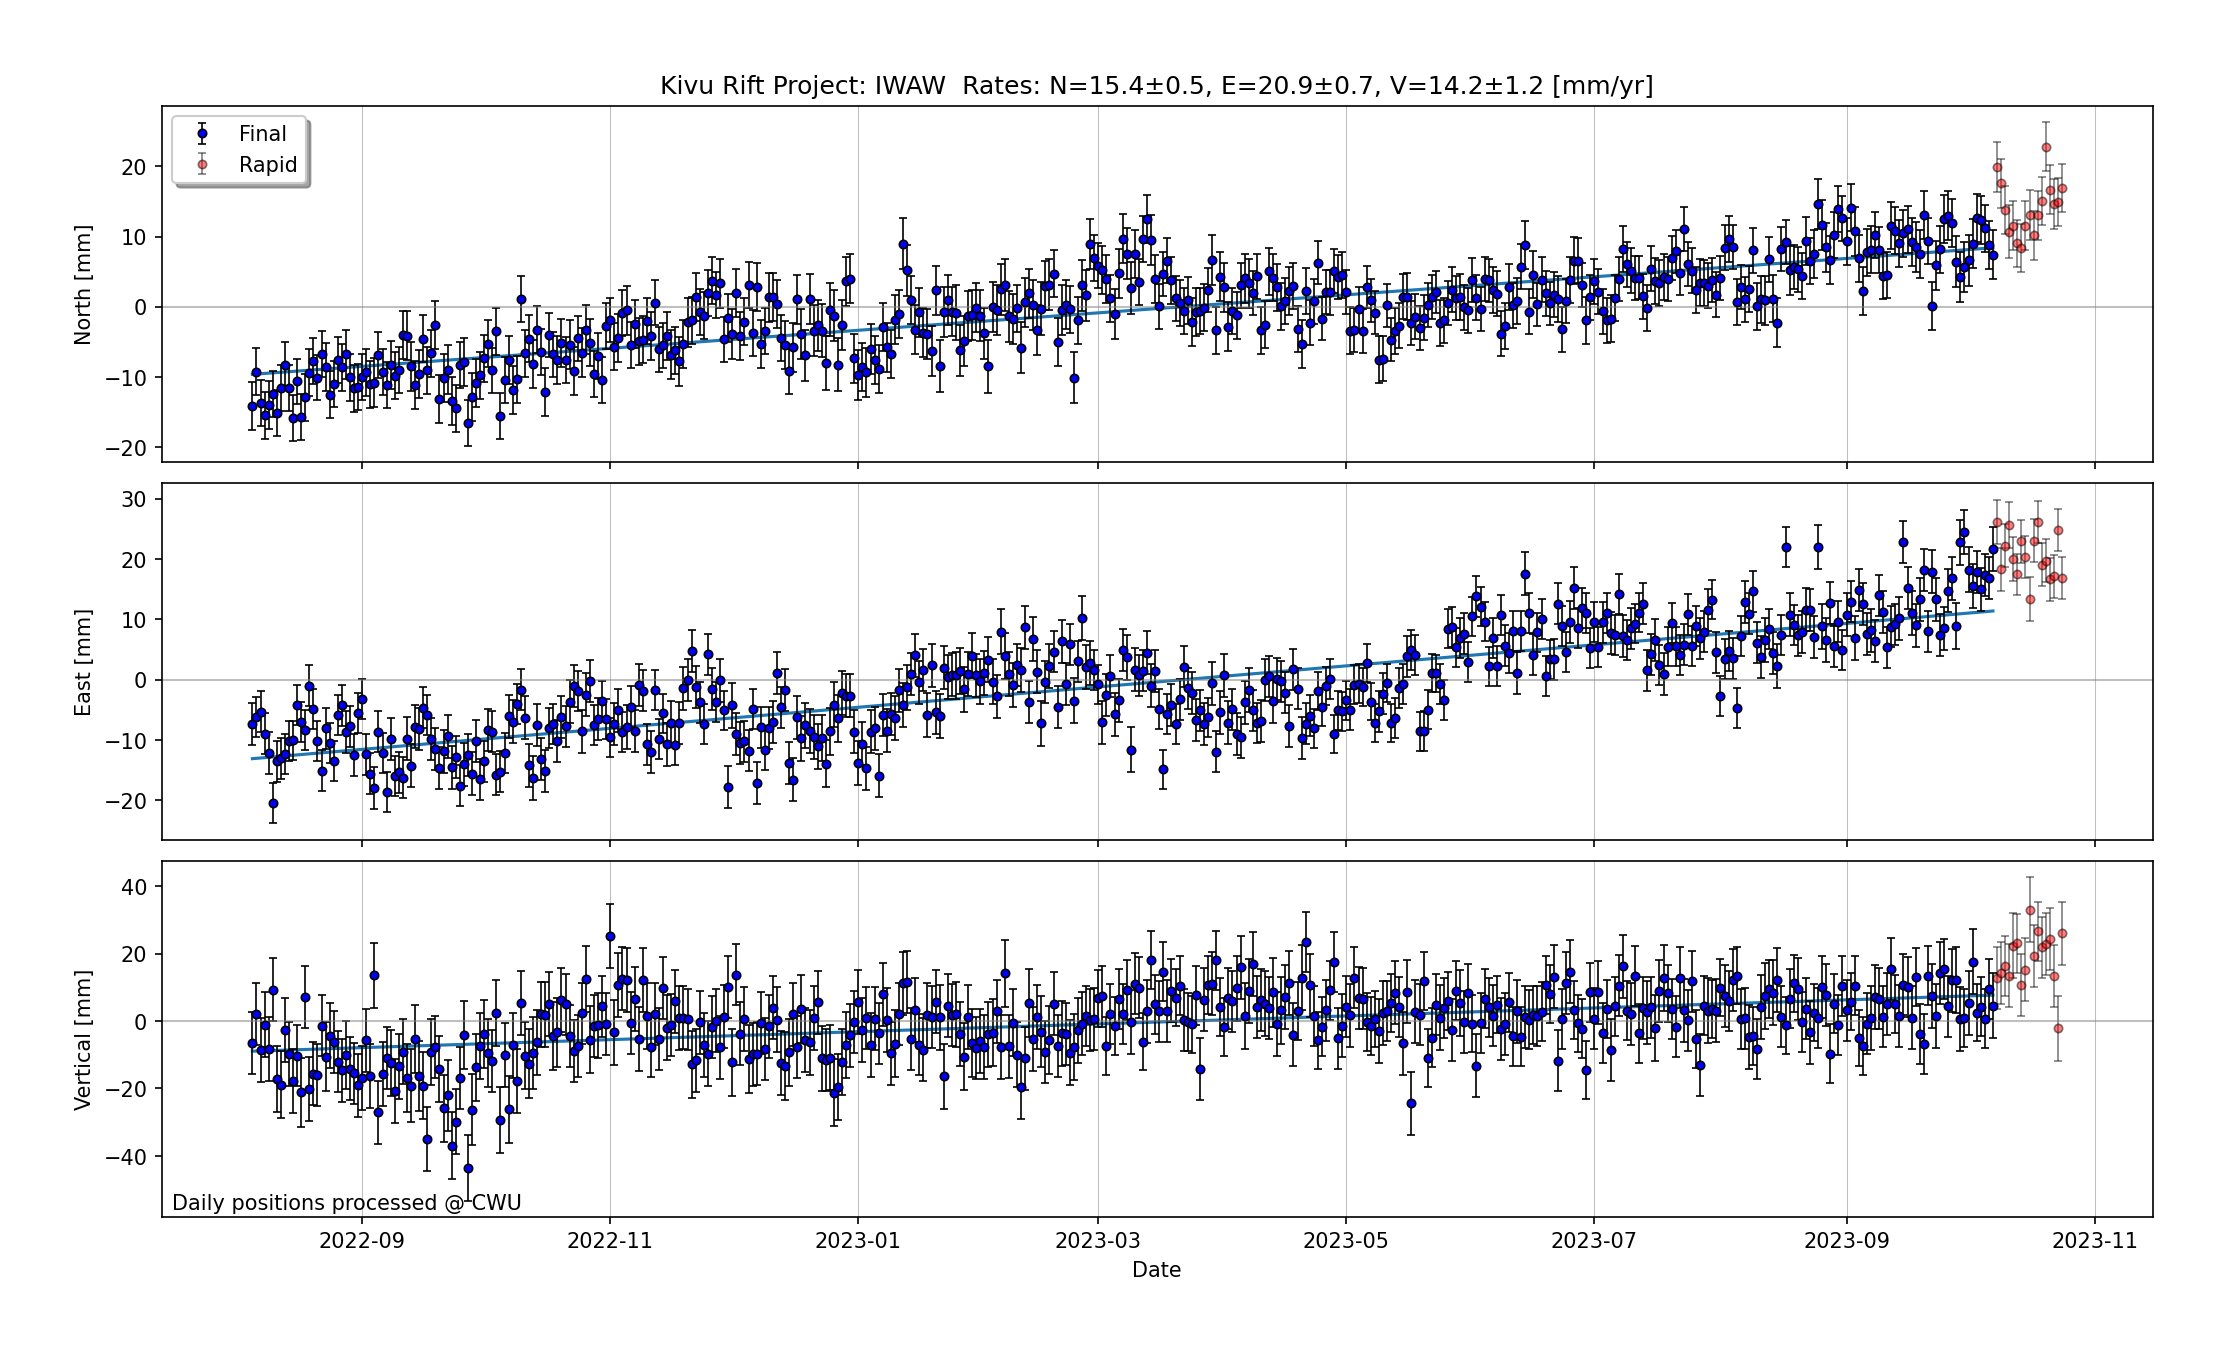 Kivu Rift Project: IWAW  Rates: N=15.4±0.5, E=20.9±0.7, V=14.2±1.2 [mm/yr]
Final
Rapid
North [mm]
20
10
0
−10
−20
East [mm]
30
20
10
0
−10
−20
Vertical [mm]
40
20
0
−20
−40
Daily positions processed @ CWU
2022-09 2022-11 2023-01 2023-03 2023-05 2023-07 2023-09 2023-11
Date